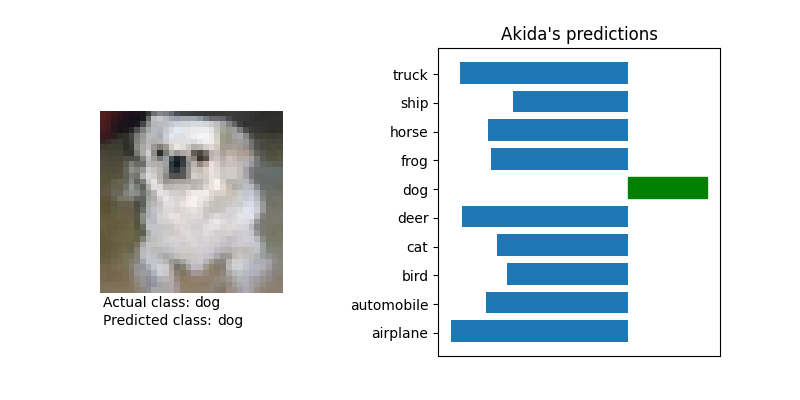 Akida's predictions
truck
ship
horse
frog
dog
deer
cat
bird
automobile
airplane
Actual class: dog
Predicted class: dog